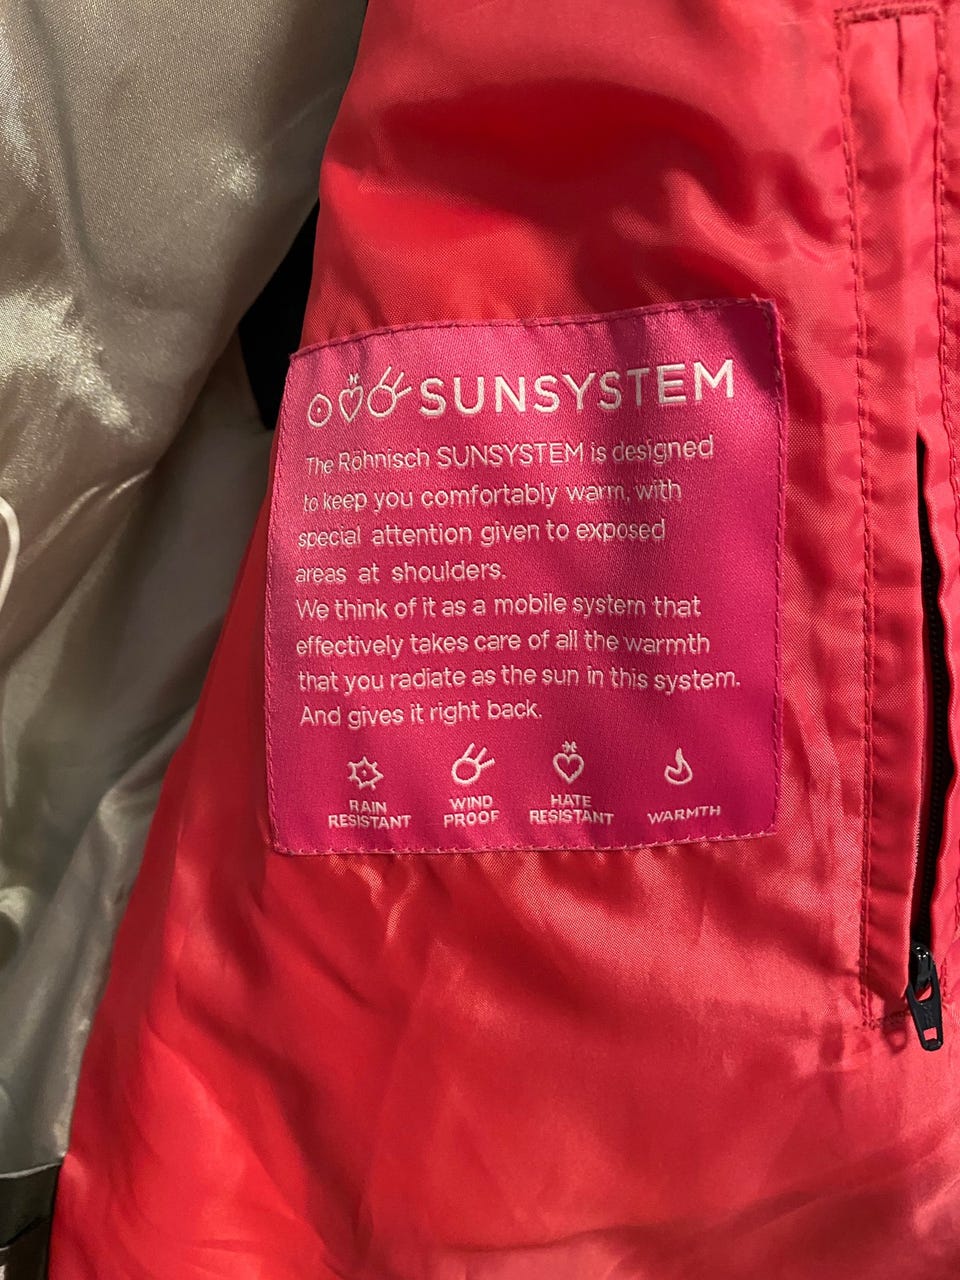 SUNSYSTEM
The Röhnisch SUNSYSTEM is designed
to keep you comfortably warm, with
special attention given to exposed
areas at shoulders.
We think of it as a mobile system that
effectively takes care of all the warmth
that you radiate as the sun in this system.
And gives it right back.
RAIN RESISTANT
WIND PROOF
HATE RESISTANT
WARMTH